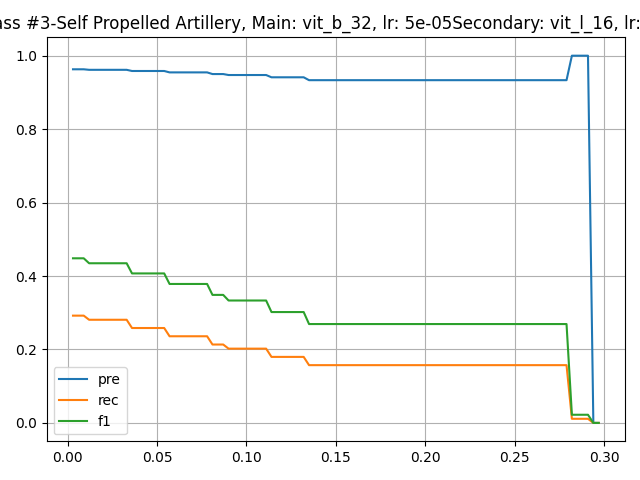 ass #3-Self Propelled Artillery, Main: vit_b_32, lr: 5e-05Secondary: vit_l_16, lr:
1.0
0.8
0.6
0.4
0.2
0.0
pre
rec
f1
0.00 0.05 0.10 0.15 0.20 0.25 0.30